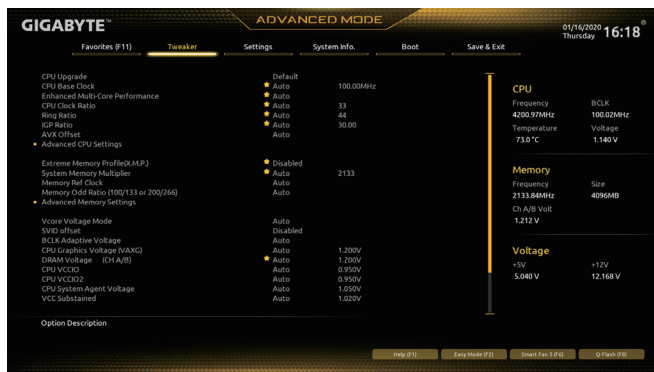 GIGABYTE™
ADVANCED MODE
01/16/2020 Thursday 16:18
Favorites (F11) Tweaker Settings System Info. Boot Save & Exit
CPU Upgrade Default
CPU Base Clock Auto 100.00MHz
Enhanced Multi-Core Performance Auto
CPU Clock Ratio Auto 33
Ring Ratio Auto 44
IGP Ratio Auto 30.00
AVX Offset Auto
Advanced CPU Settings
Extreme Memory Profile(X.M.P.) Disabled
System Memory Multiplier Auto 2133
Memory Ref Clock Auto
Memory Odd Ratio (100/133 or 200/266) Auto
Advanced Memory Settings
Vcore Voltage Mode Auto
SVID offset Disabled
BCLK Adaptive Voltage Auto
CPU Graphics Voltage (VAXG) Auto 1.200V
DRAM Voltage (CH A/B) Auto 1.200V
CPU VCCIO Auto 0.950V
CPU VCCIO2 Auto 0.950V
CPU System Agent Voltage Auto 1.050V
VCC Substained Auto 1.020V
CPU
Frequency BCLK
4200.97MHz 100.02MHz
Temperature Voltage
73.0 °C 1.140 V
Memory
Frequency Size
2133.84MHz 4096MB
Ch A/B Volt
1.212 V
Voltage
+5V +12V
5.040 V 12.168 V
Option Description
Help (F1) Easy Mode (F2) Smart Fan 5 (F6) Q-Flash (F8)